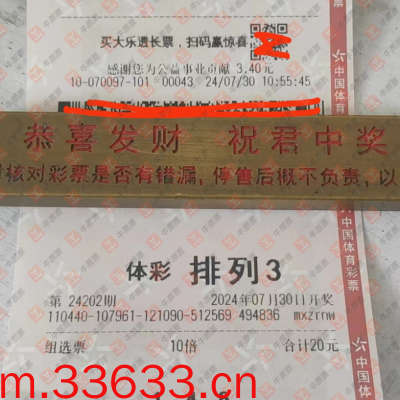 买大乐透长票，扫码赢惊喜
感谢您为公益事业贡献 3.40元
10-070097-101 00043 24/07/30 10:55:45
恭喜发财 祝君中奖
核对彩票是否有错漏，停售后概不负责，以
体彩 排列3
第 24202期 2024年07月30日开奖
110440-107961-121090-512569 494836 mxzrnw
组选票 10倍 合计20元
m.33633.cn
中国体育
中国体育彩票
中国体育彩票